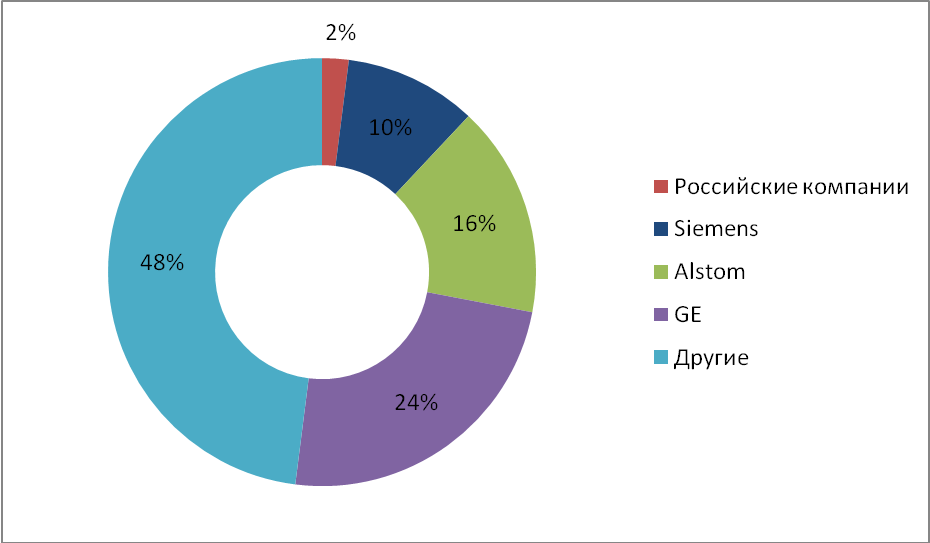 2%
10%
16%
24%
48%
Российские компании
Siemens
Alstom
GE
Другие